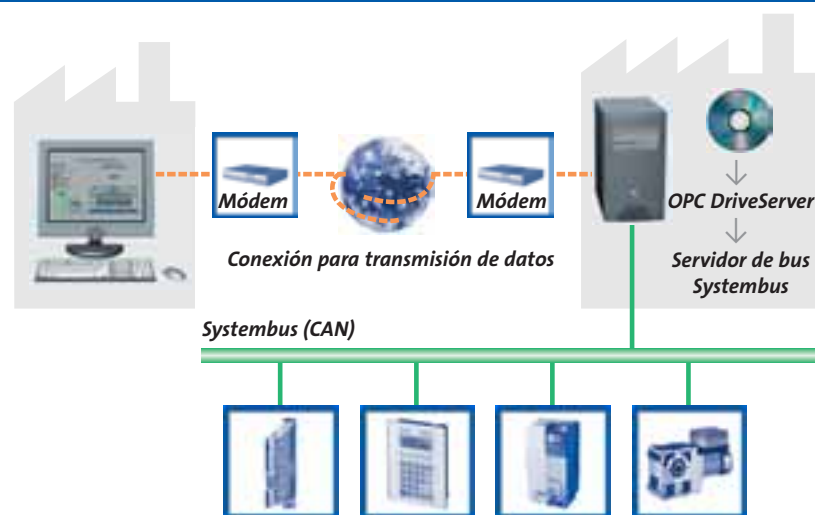 Módem
Módem
OPC DriveServer
Conexión para transmisión de datos
Servidor de bus
Systembus
Systembus (CAN)